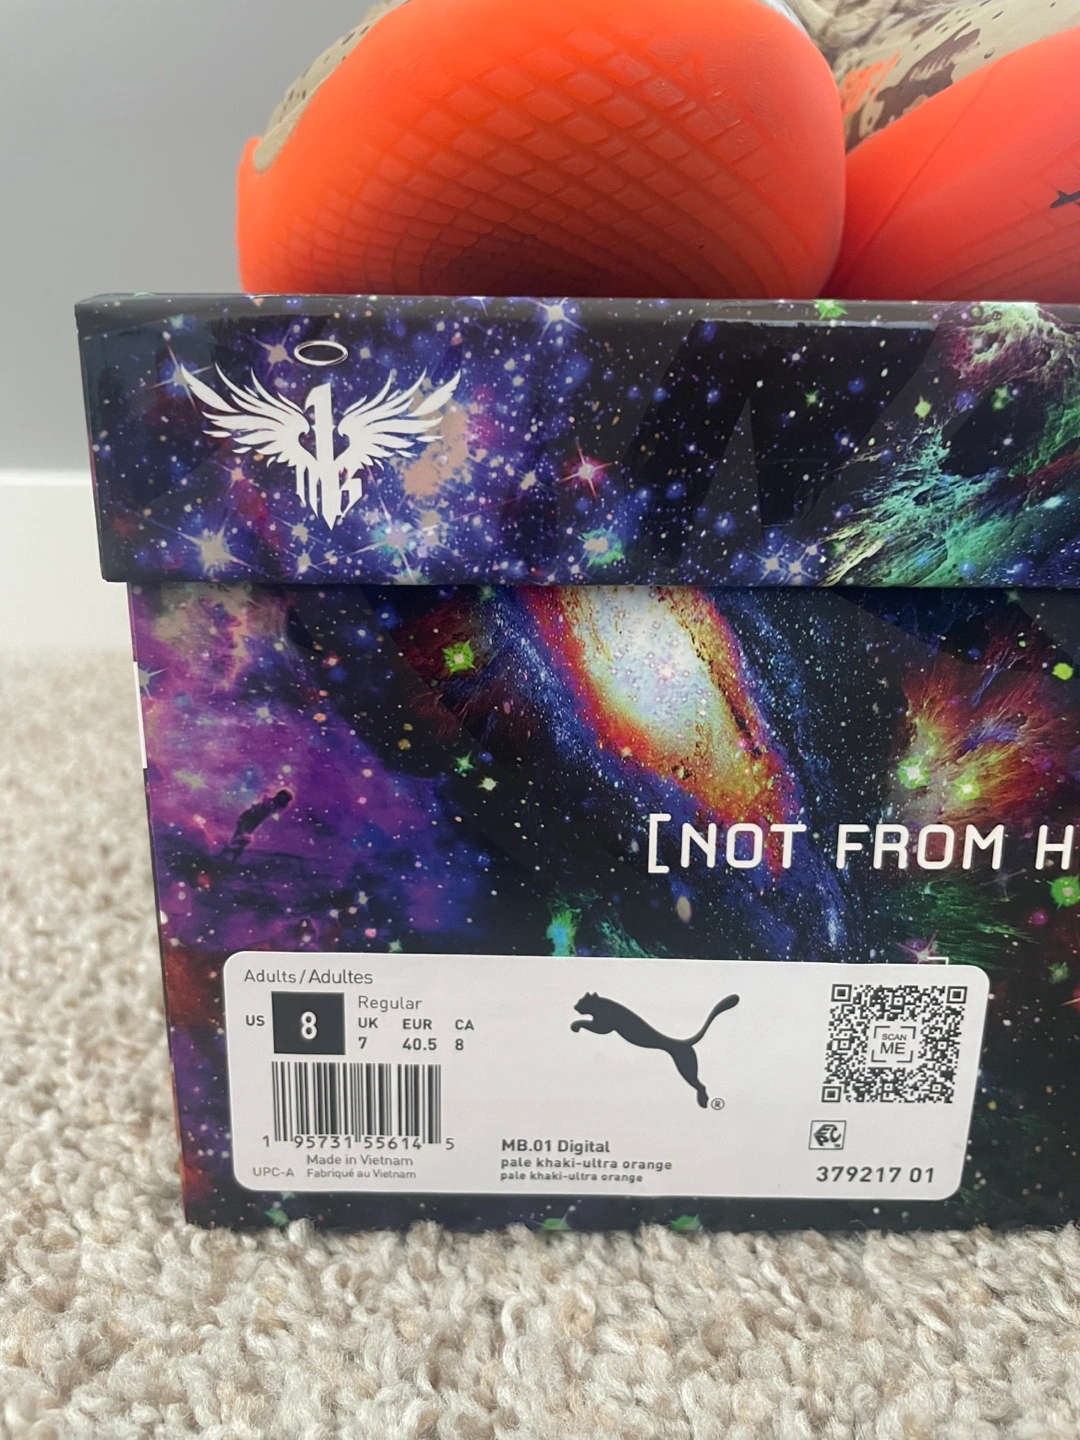 1
MB
[NOT FROM H
Adults/Adultes
US 8
Regular
UK EUR CA
7 40.5 8
1 95731 55614 5
Made in Vietnam
UPC-A Fabriqué au Vietnam
®
MB.01 Digital
pale khaki-ultra orange
pale khaki-ultra orange
SCAN
ME
379217 01